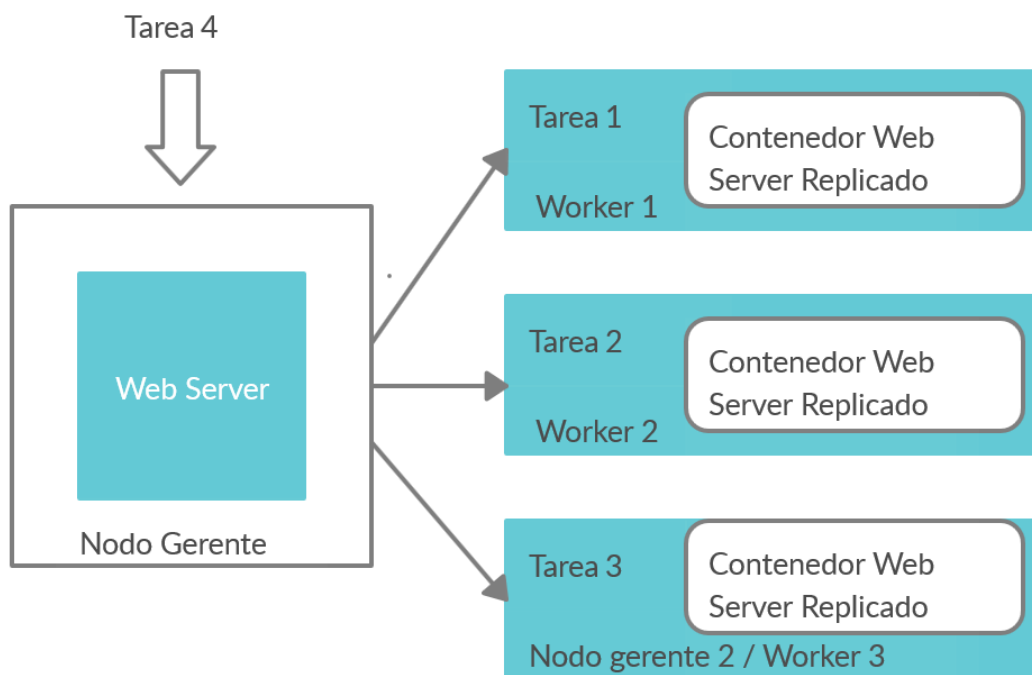 Tarea 4
Web Server
Nodo Gerente
Tarea 1
Contenedor Web
Server Replicado
Worker 1
Tarea 2
Contenedor Web
Server Replicado
Worker 2
Tarea 3
Contenedor Web
Server Replicado
Nodo gerente 2 / Worker 3